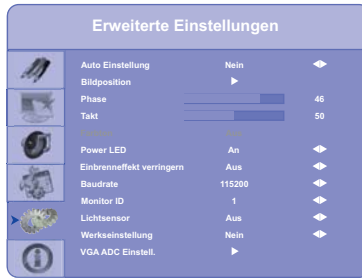 Erweiterte Einstellungen
Auto Einstellung Nein
Bildposition
Phase 46
Takt 50
Power LED An
Einbrenneffekt verringern Aus
Baudrate 115200
Monitor ID 1
Lichtsensor Aus
Werkseinstellung Nein
VGA ADC Einstell.